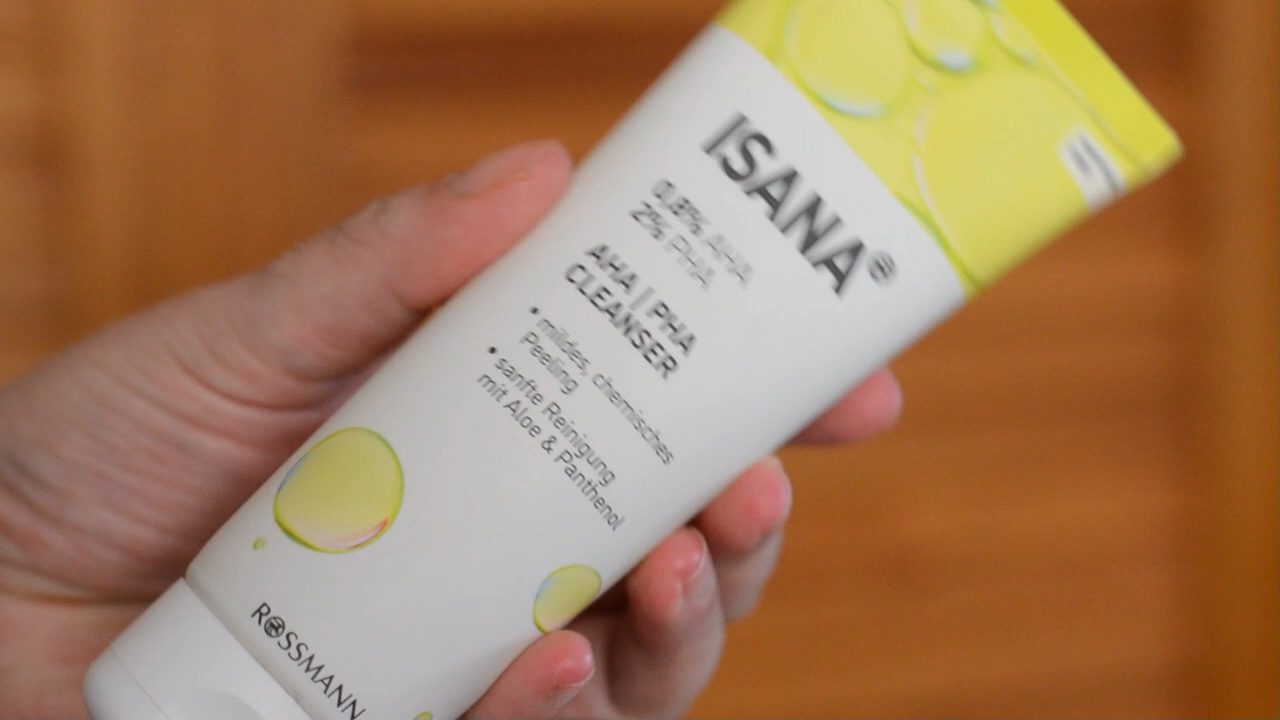 ISANA®
0,8% AHA
2% PHA
AHA | PHA
CLEANSER
• mildes, chemisches
Peeling
• sanfte Reinigung
mit Aloe & Panthenol
ROSSMANN